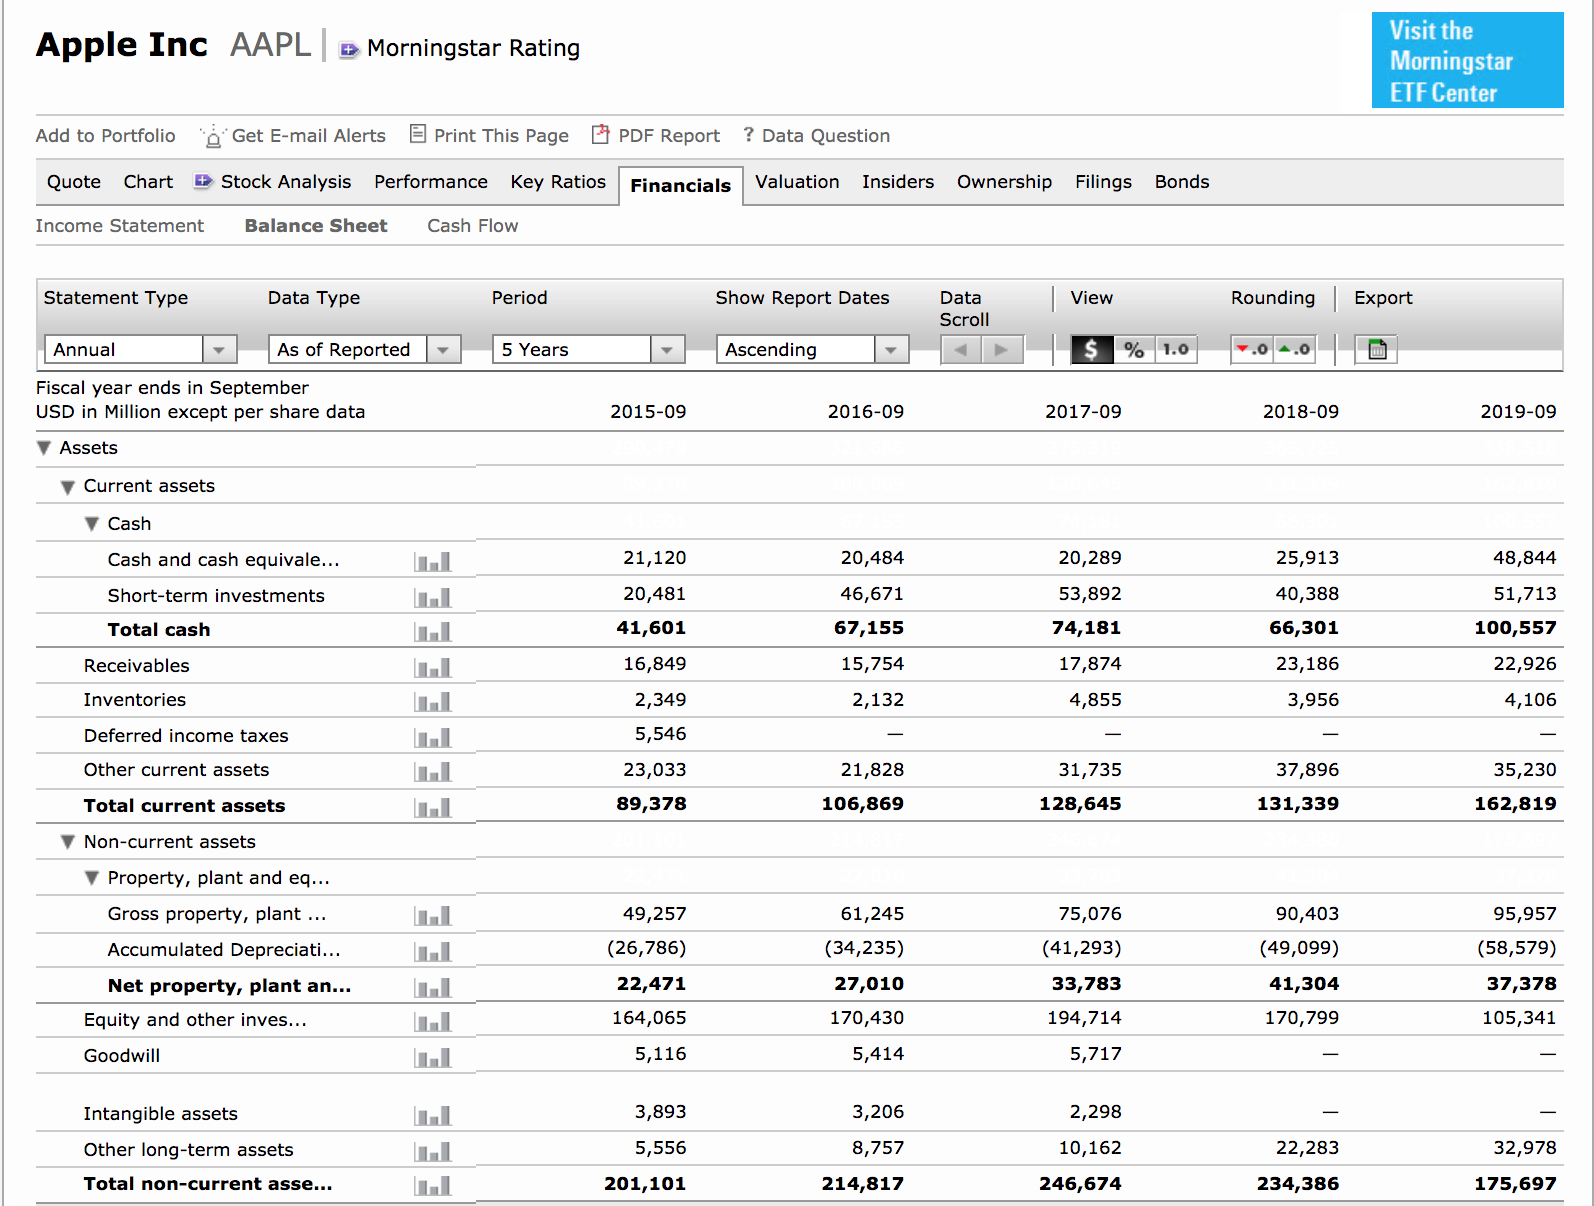 Apple Inc AAPL Morningstar Rating
Visit the
Morningstar
ETF Center
Add to Portfolio Get E-mail Alerts Print This Page PDF Report ? Data Question
Quote Chart Stock Analysis Performance Key Ratios Financials Valuation Insiders Ownership Filings Bonds
Income Statement Balance Sheet Cash Flow
Statement Type Data Type Period Show Report Dates Data Scroll View Rounding Export
Annual As of Reported 5 Years Ascending $ % 1.0 .0 .0
Fiscal year ends in September
USD in Million except per share data 2015-09 2016-09 2017-09 2018-09 2019-09
Assets
Current assets
Cash
Cash and cash equivale... 21,120 20,484 20,289 25,913 48,844
Short-term investments 20,481 46,671 53,892 40,388 51,713
Total cash 41,601 67,155 74,181 66,301 100,557
Receivables 16,849 15,754 17,874 23,186 22,926
Inventories 2,349 2,132 4,855 3,956 4,106
Deferred income taxes 5,546 — — — —
Other current assets 23,033 21,828 31,735 37,896 35,230
Total current assets 89,378 106,869 128,645 131,339 162,819
Non-current assets
Property, plant and eq...
Gross property, plant ... 49,257 61,245 75,076 90,403 95,957
Accumulated Depreciati... (26,786) (34,235) (41,293) (49,099) (58,579)
Net property, plant an... 22,471 27,010 33,783 41,304 37,378
Equity and other inves... 164,065 170,430 194,714 170,799 105,341
Goodwill 5,116 5,414 5,717 — —
Intangible assets 3,893 3,206 2,298 — —
Other long-term assets 5,556 8,757 10,162 22,283 32,978
Total non-current asse... 201,101 214,817 246,674 234,386 175,697